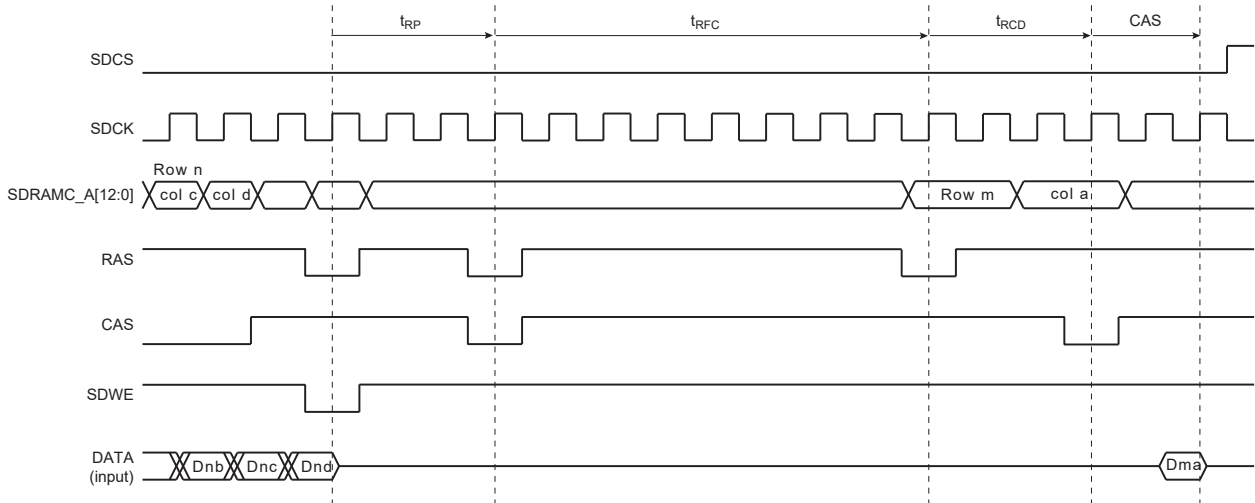 tRP tRFC tRCD CAS
SDCS
SDCK
Row n
SDRAMC_A[12:0] col c col d Row m col a
RAS
CAS
SDWE
DATA
(input) Dnb Dnc Dnd Dma